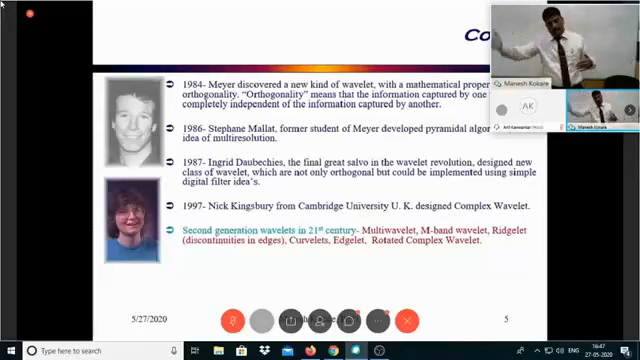 Co
1984- Meyer discovered a new kind of wavelet, with a mathematical proper
orthogonality. "Orthogonality" means that the information captured by one
completely independent of the information captured by another.
1986- Stephane Mallat, former student of Meyer developed pyramidal algor
idea of multiresolution.
1987- Ingrid Daubechies, the final great salvo in the wavelet revolution, designed new
class of wavelet, which are not only orthogonal but could be implemented using simple
digital filter idea's.
1997- Nick Kingsbury from Cambridge University U. K. designed Complex Wavelet.
Second generation wavelets in 21st century- Multiwavelet, M-band wavelet, Ridgelet
(discontinuities in edges), Curvelets, Edgelet, Rotated Complex Wavelet.
5/27/2020
5
Manesh Kokare
AK
Manesh Kokare
Type here to search
16:47
27-05-2020